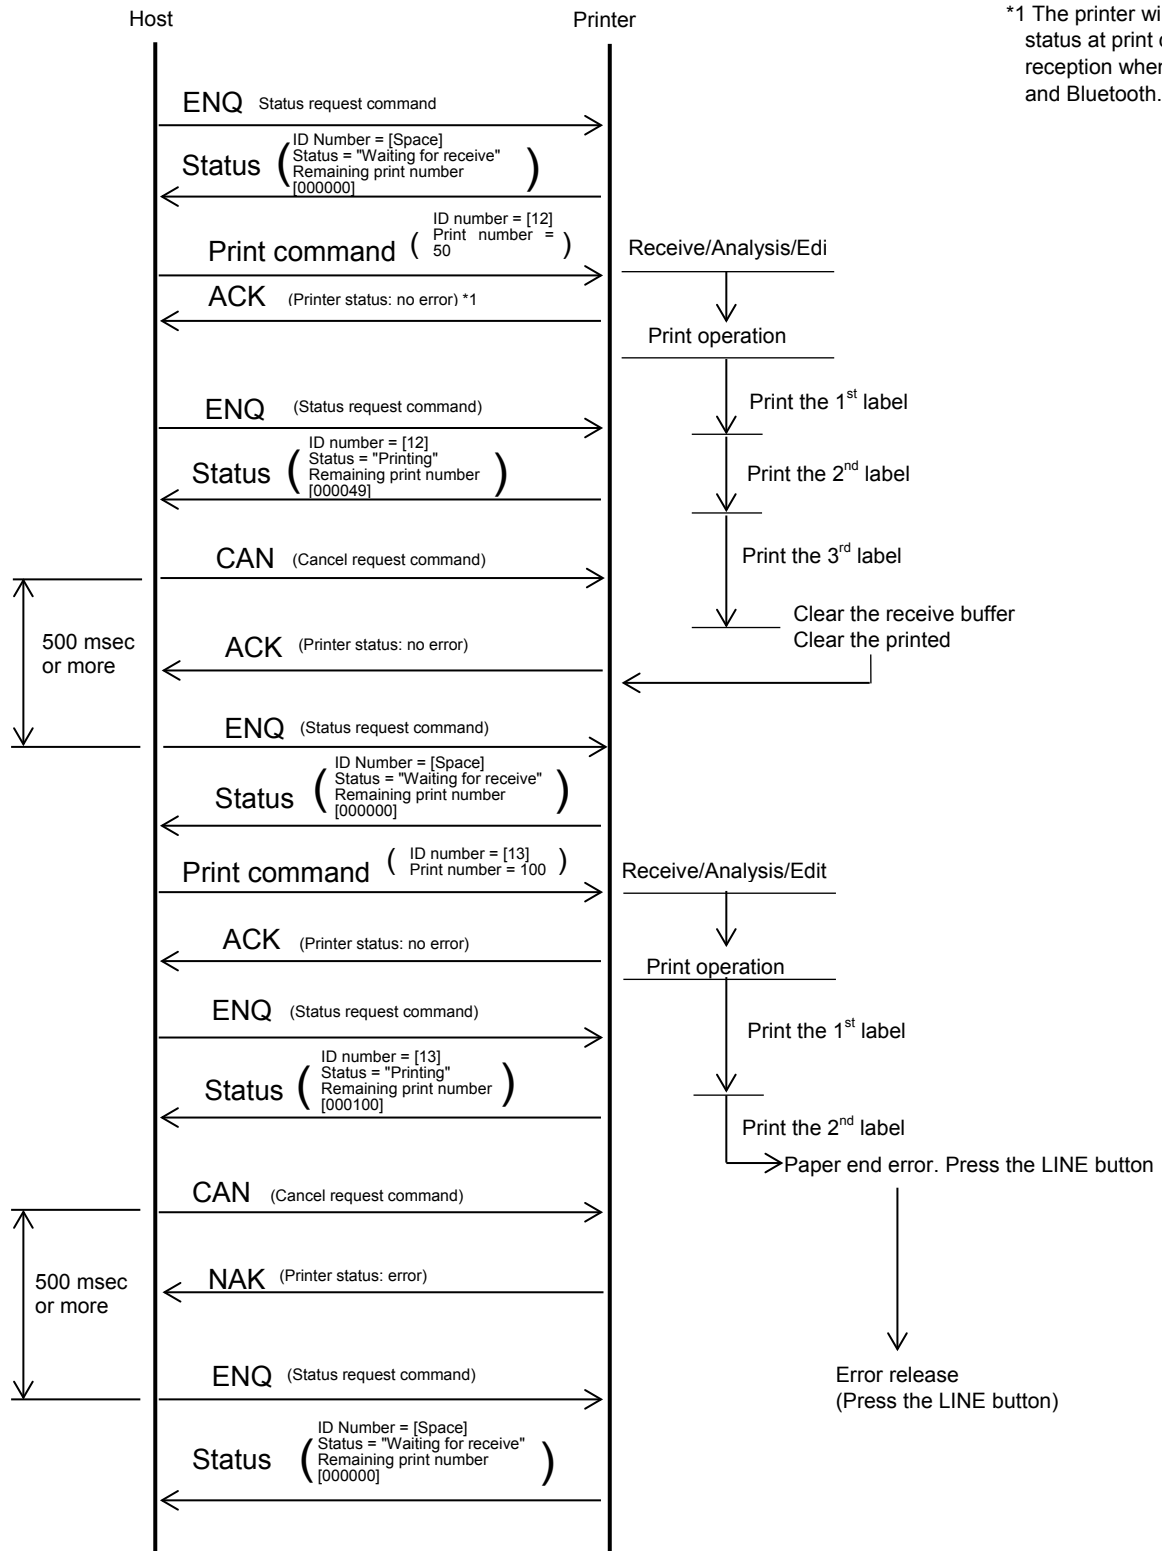 Host
Printer
*1 The printer wi
status at print
reception when
and Bluetooth.
ENQ Status request command
Status ( ID Number = [Space]
Status = "Waiting for receive"
Remaining print number
[000000] )
Print command ( ID number = [12]
Print number =
50 )
Receive/Analysis/Edi
ACK (Printer status: no error) *1
Print operation
ENQ (Status request command)
Print the 1st label
Status ( ID number = [12]
Status = "Printing"
Remaining print number
[000049] )
Print the 2nd label
CAN (Cancel request command)
Print the 3rd label
500 msec
or more
Clear the receive buffer
Clear the printed
ACK (Printer status: no error)
ENQ (Status request command)
Status ( ID Number = [Space]
Status = "Waiting for receive"
Remaining print number
[000000] )
Print command ( ID number = [13]
Print number = 100 )
Receive/Analysis/Edit
ACK (Printer status: no error)
Print operation
ENQ (Status request command)
Print the 1st label
Status ( ID number = [13]
Status = "Printing"
Remaining print number
[000100] )
Print the 2nd label
Paper end error. Press the LINE button
CAN (Cancel request command)
500 msec
or more
NAK (Printer status: error)
ENQ (Status request command)
Error release
(Press the LINE button)
Status ( ID Number = [Space]
Status = "Waiting for receive"
Remaining print number
[000000] )